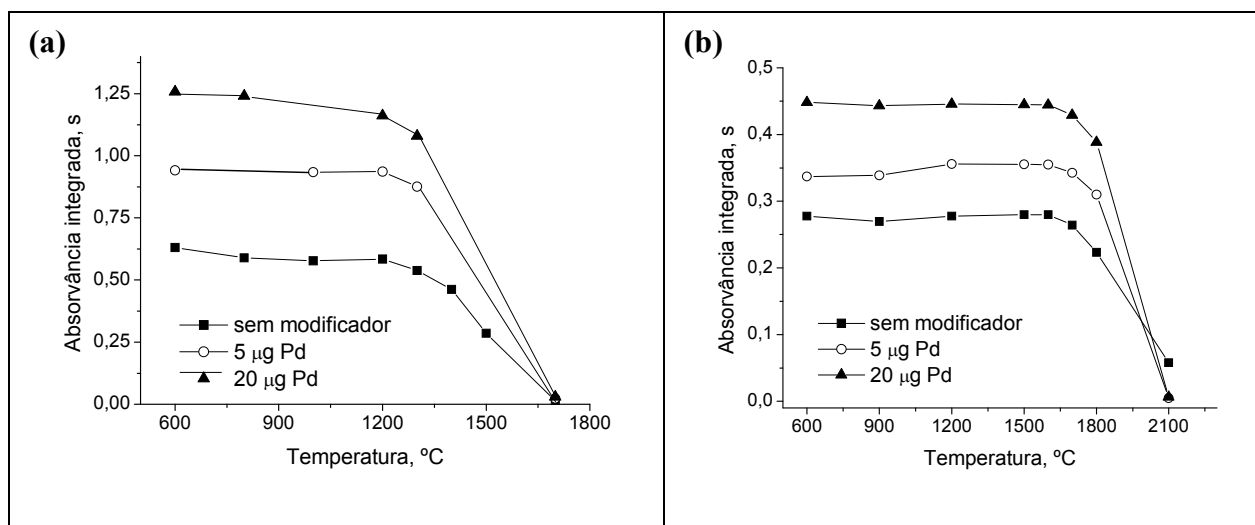 (a)
Absorvância integrada, s
1,25
1,00
0,75
0,50
0,25
0,00
sem modificador
5 μg Pd
20 μg Pd
600 900 1200 1500 1800
Temperatura, ºC
(b)
Absorvância integrada, s
0,5
0,4
0,3
0,2
0,1
0,0
sem modificador
5 μg Pd
20 μg Pd
600 900 1200 1500 1800 2100
Temperatura, ºC